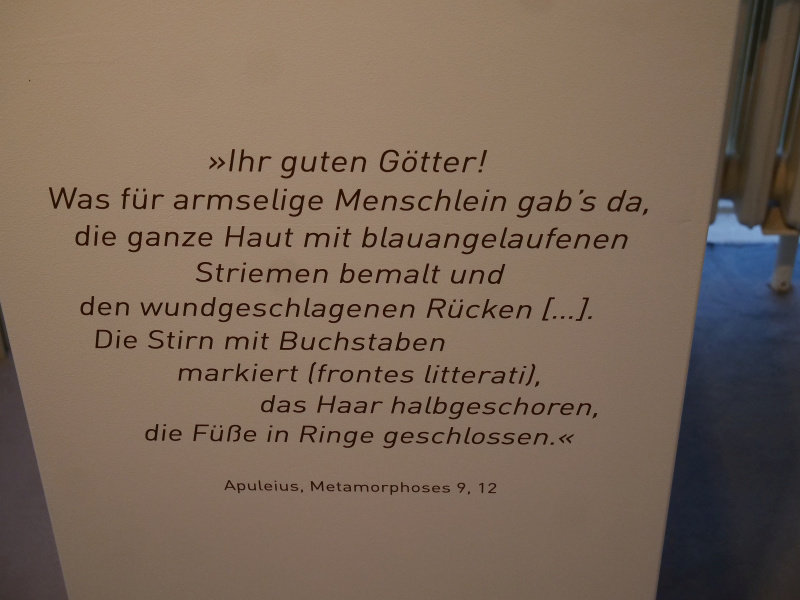 »Ihr guten Götter!
Was für armselige Menschlein gab’s da,
die ganze Haut mit blauangelaufenen
Striemen bemalt und
den wundgeschlagenen Rücken [...].
Die Stirn mit Buchstaben
markiert (frontes litterati),
das Haar halbgeschoren,
die Füße in Ringe geschlossen.«
Apuleius, Metamorphoses 9, 12